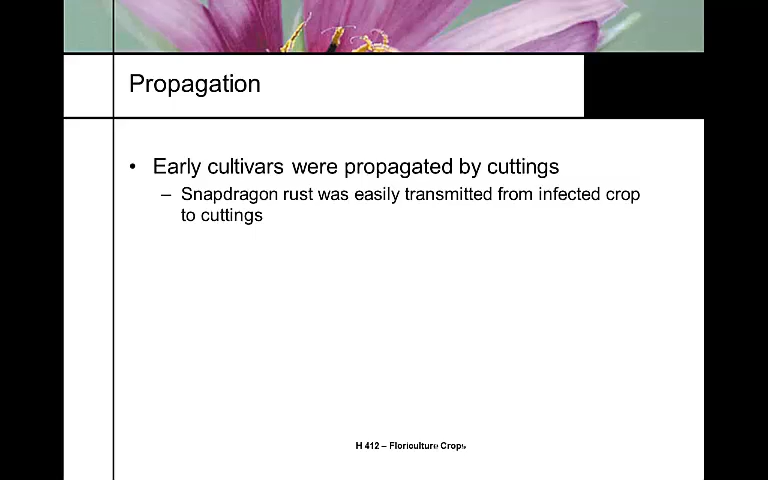 Propagation
• Early cultivars were propagated by cuttings
– Snapdragon rust was easily transmitted from infected crop
to cuttings
H 412 – Floriculture Crops